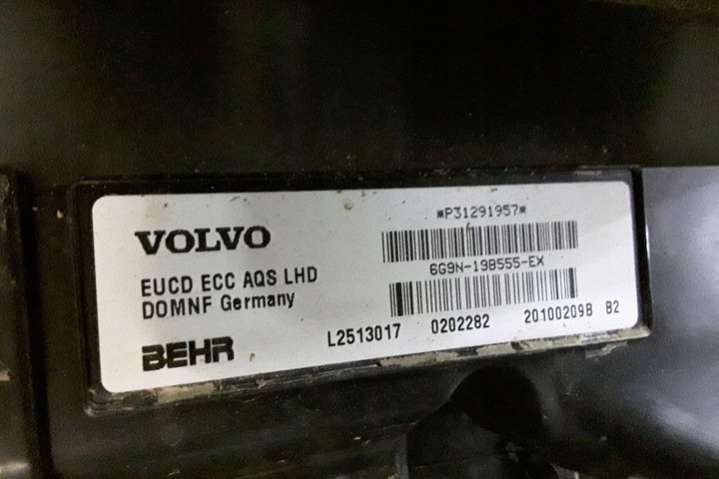 VOLVO
EUCD ECC AQS LHD
DOMNF Germany
BEHR
*P31291957*
6G9N-19B555-EX
L2513017 0202282 20100209B B2